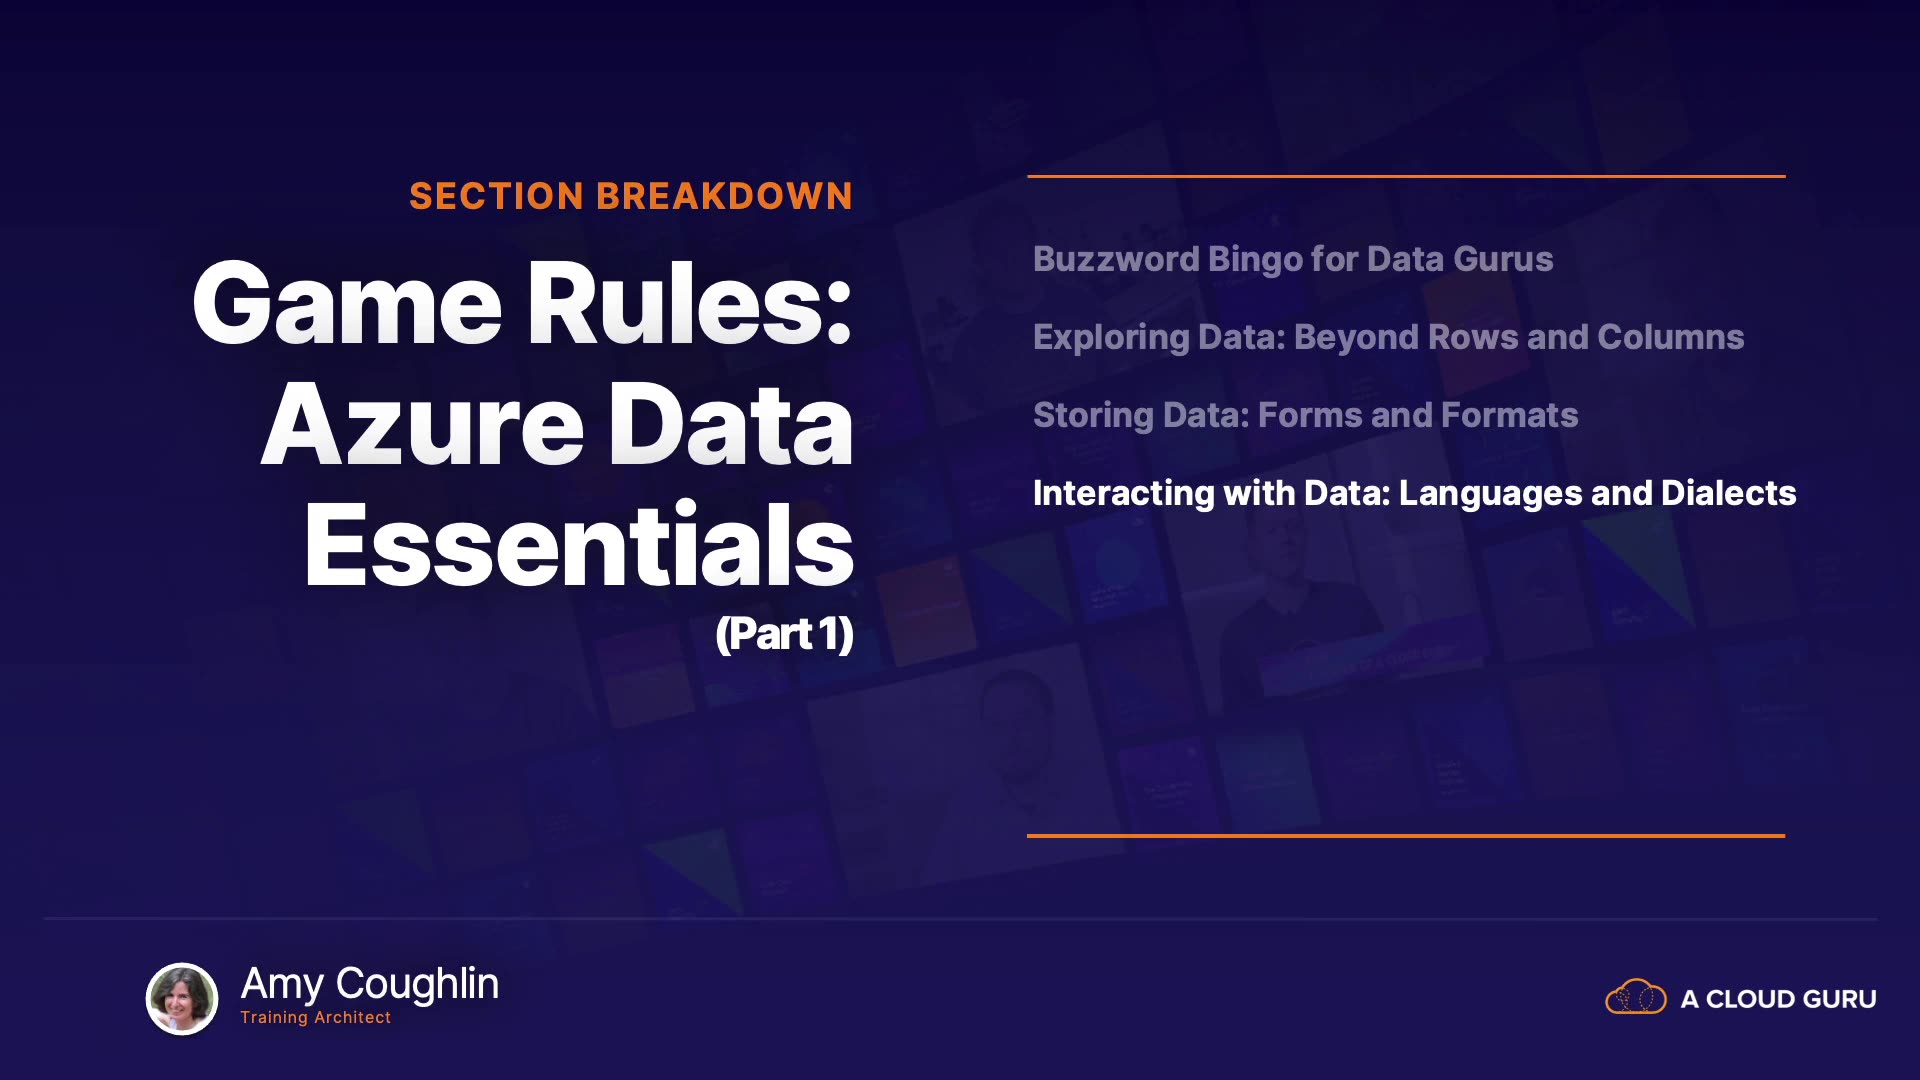 SECTION BREAKDOWN
Game Rules:
Azure Data
Essentials
(Part 1)
Buzzword Bingo for Data Gurus
Exploring Data: Beyond Rows and Columns
Storing Data: Forms and Formats
Interacting with Data: Languages and Dialects
Amy Coughlin
Training Architect
A CLOUD GURU